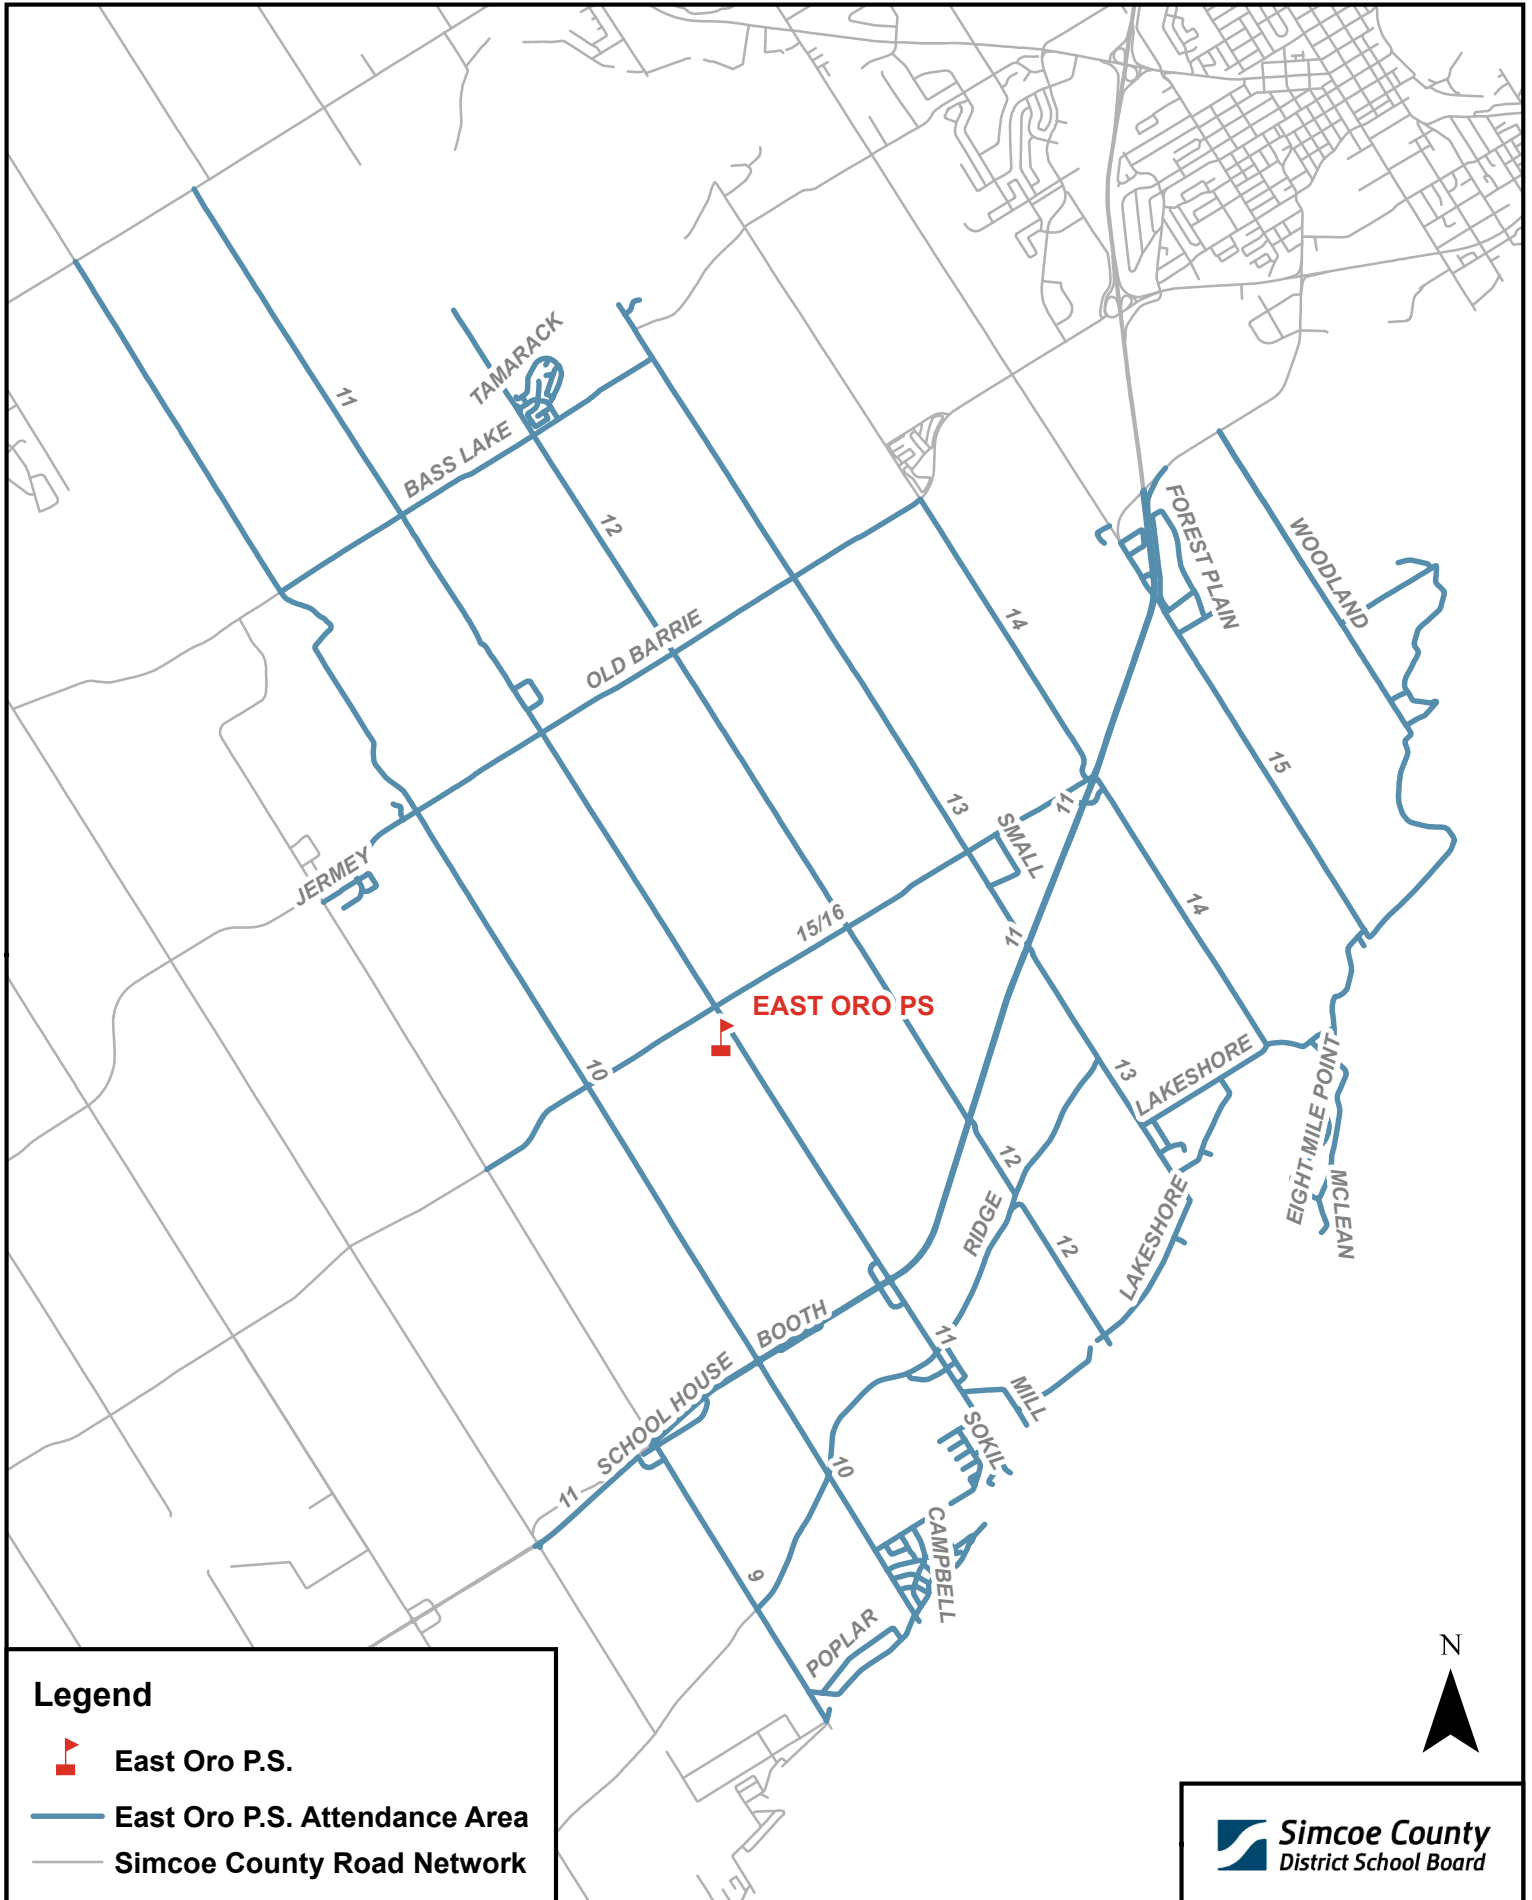 TAMARACK
11
BASS LAKE
12
FOREST PLAIN
WOODLAND
OLD BARRIE
14
15
13
11
SMALL
JERMEY
15/16
14
11
EAST ORO PS
10
13
LAKESHORE
EIGHT MILE POINT
MCLEAN
12
RIDGE
12
LAKESHORE
BOOTH
11
SCHOOL HOUSE
MILL
SOKIL
10
11
CAMPBELL
9
POPLAR
N
Legend
East Oro P.S.
East Oro P.S. Attendance Area
Simcoe County Road Network
Simcoe County
District School Board